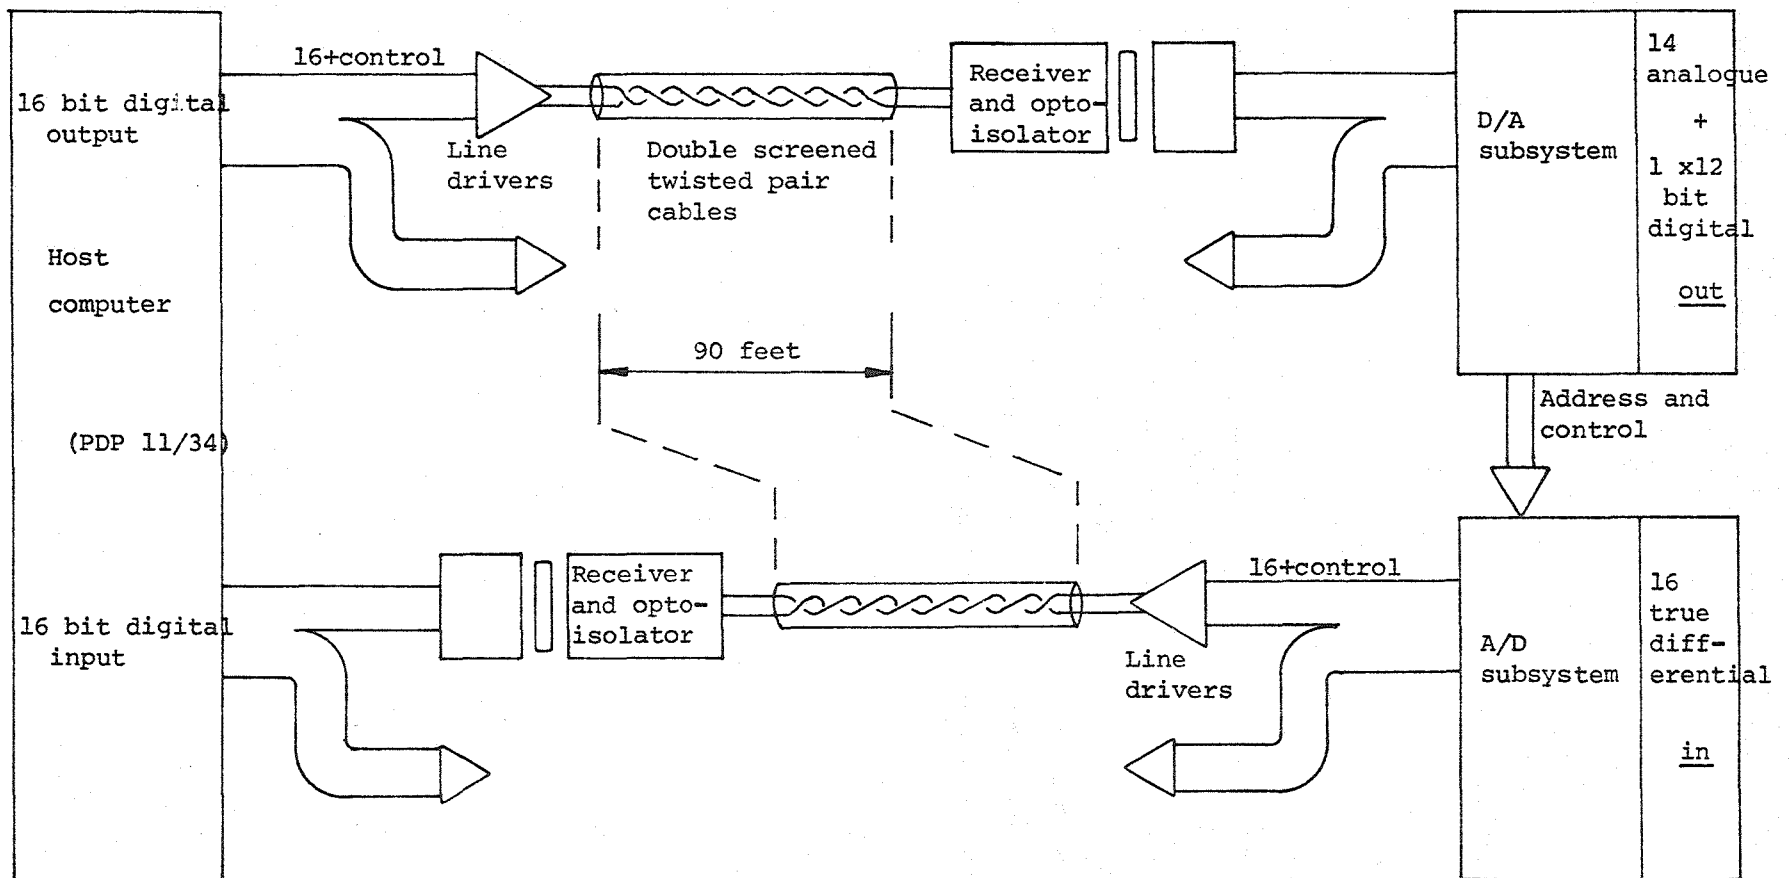 16 bit digital
output
Host
computer
(PDP 11/34)
16 bit digital
input
16+control
Line
drivers
Double screened
twisted pair
cables
Receiver
and opto-
isolator
D/A
subsystem
14
analogue
+
1 x12
bit
digital
out
90 feet
Address and
control
Receiver
and opto-
isolator
16+control
Line
drivers
A/D
subsystem
16
true
diff-
erential
in